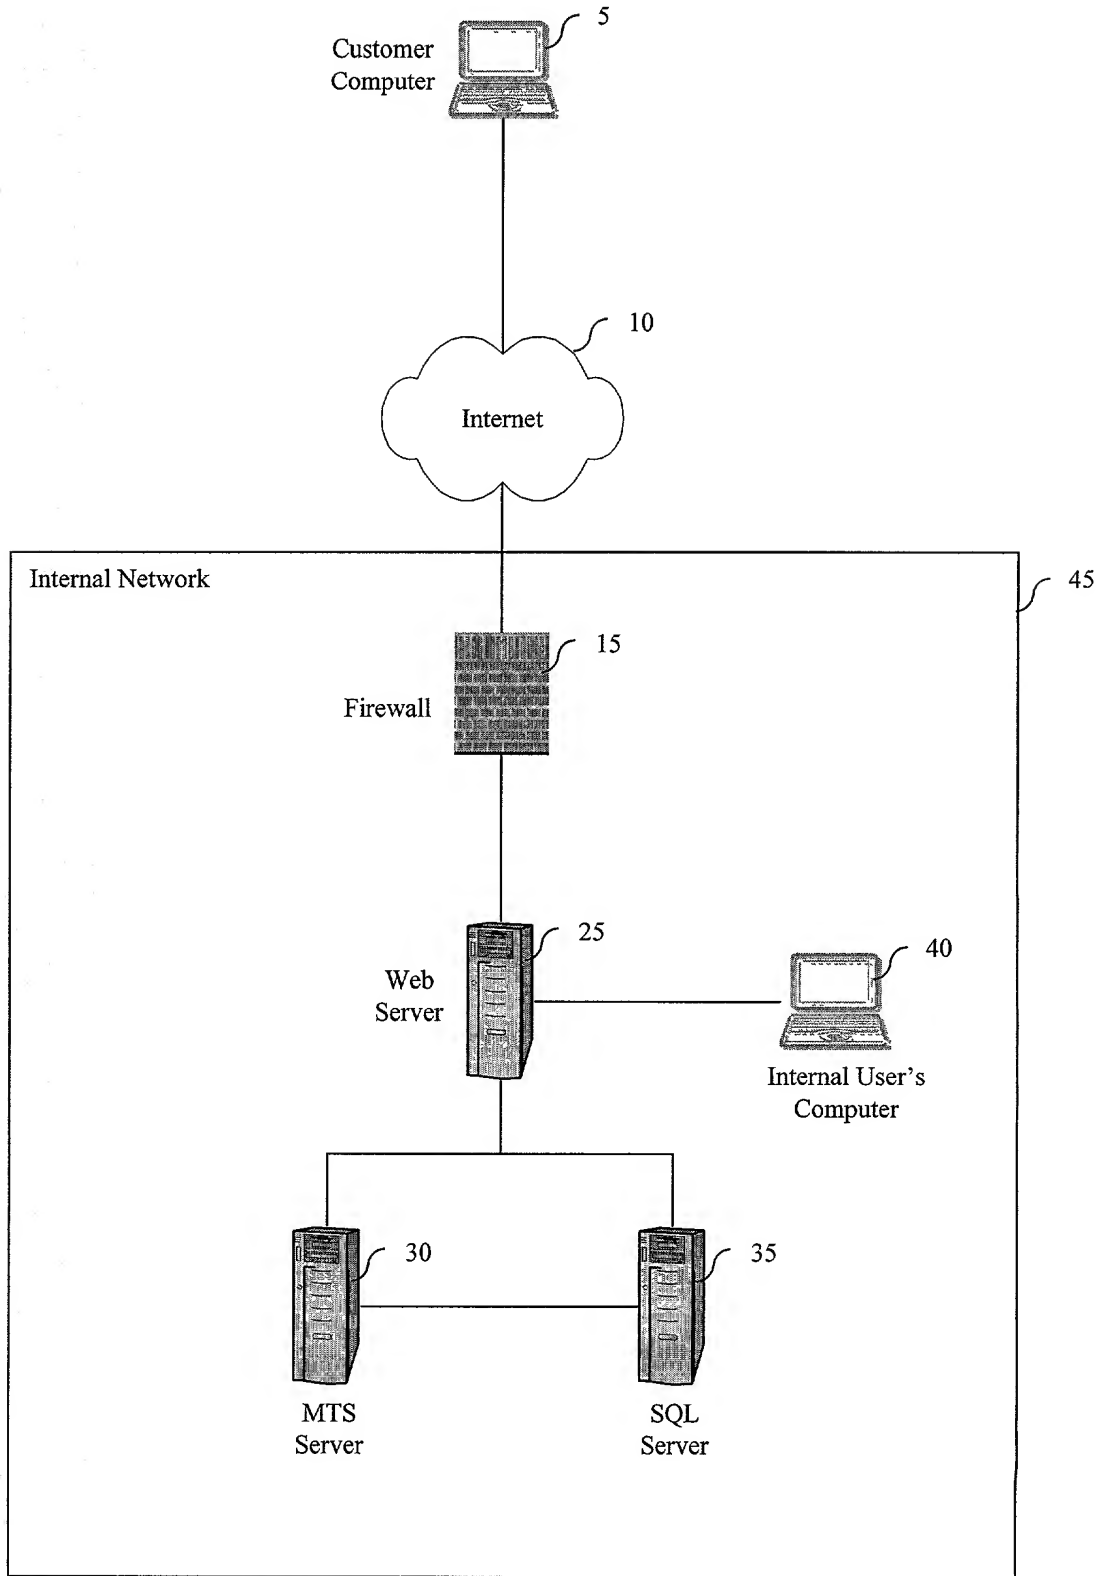 5
Customer
Computer
10
Internet
Internal Network
45
15
Firewall
25
Web
Server
40
Internal User's
Computer
30
35
MTS
Server
SQL
Server